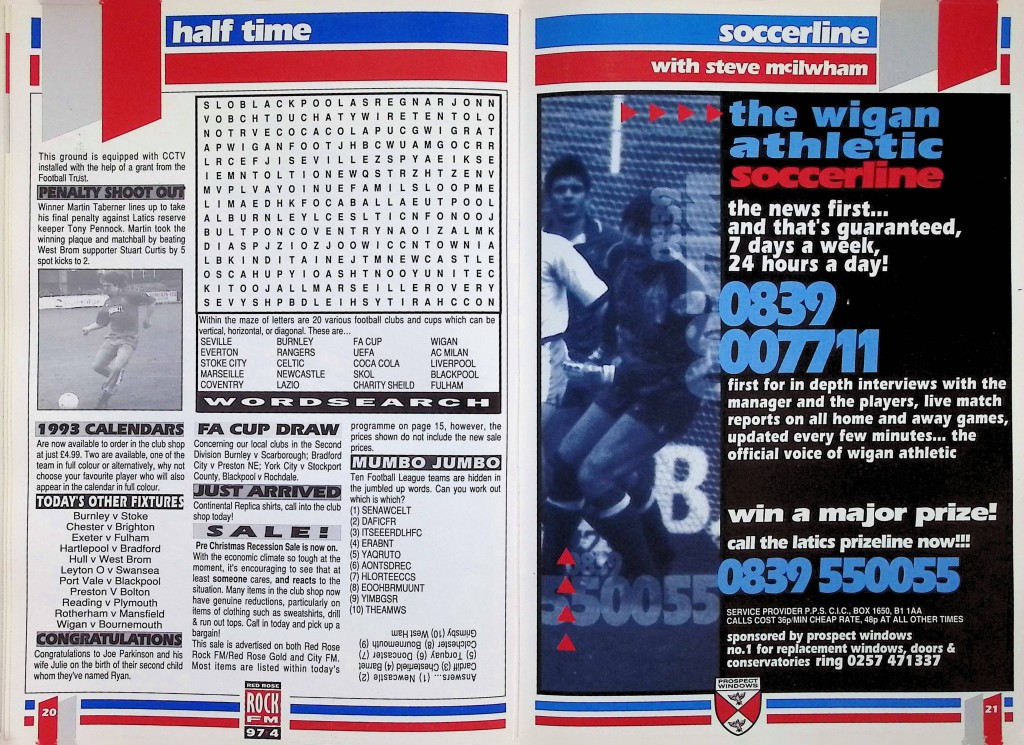 half time
This ground is equipped with CCTV
installed with the help of a grant from the
Football Trust.
PENALTY SHOOT OUT
Winner Martin Taberner lines up to take
his final penalty against Latics reserve
keeper Tony Pennock. Martin took the
winning plaque and matchball by beating
West Brom supporter Stuart Curtis by 5
spot kicks to 2.
S L O B L A C K P O O L A S R E G N A R J O N N
V O B C H T D U C H A T Y W I R E T E N T O L O
N O T R V E C O C A C O L A P U C G W I G R A T
A P W I G A N F O O T J H B C W U A M G O C R R
L R C E F J I S E V I L L E Z S P Y A E I K S E
I E M N T O L T I O N E W Q S T R Z H T Z E N V
M V P L V A Y O I N U E F A M I L S L O O P M E
L I M A E D H K F O C A B A L L A E U T P O O L
A L B U R N L E Y L C E S L T I C N F O N O O J
B U L T P O N C O V E N T R Y N A O I Z A L M K
D I A S P J Z I O Z J O O W I C C N T O W N I A
L B K I N D I T A I N E J T M N E W C A S T L E
O S C A H U P Y I O A S H T N O O Y U N I T E C
K I T O O J A L L M A R S E I L L E R O V E R Y
S E V Y S H P B D L E I H S Y T I R A H C C O N
Within the maze of letters are 20 various football clubs and cups which can be
vertical, horizontal, or diagonal. These are...
SEVILLE BURNLEY FA CUP WIGAN
EVERTON RANGERS UEFA AC MILAN
STOKE CITY CELTIC COCA COLA LIVERPOOL
MARSEILLE NEWCASTLE SKOL BLACKPOOL
COVENTRY LAZIO CHARITY SHEILD FULHAM
WORDSEARCH
1993 CALENDARS
Are now available to order in the club shop
at just £4.99. Two are available, one of the
team in full colour or alternatively, why not
choose your favourite player who will also
appear in the calendar in full colour.
TODAY'S OTHER FIXTURES
Burnley v Stoke
Chester v Brighton
Exeter v Fulham
Hartlepool v Bradford
Hull v West Brom
Leyton O v Swansea
Port Vale v Blackpool
Preston V Bolton
Reading v Plymouth
Rotherham v Mansfield
Wigan v Bournemouth
CONGRATULATIONS
Congratulations to Joe Parkinson and his
wife Julie on the birth of their second child
whom they've named Ryan.
FA CUP DRAW
Concerning our local clubs in the Second
Division Burnley v Scarborough; Bradford
City v Preston NE; York City v Stockport
County, Blackpool v Rochdale.
JUST ARRIVED
Continental Replica shirts, call into the club
shop today!
SALE!
Pre Christmas Recession Sale is now on.
With the economic climate so tough at the
moment, it's encouraging to see that at
least someone cares, and reacts to the
situation. Many items in the club shop now
have genuine reductions, particularly on
items of clothing such as sweatshirts, drill
& run out tops. Call in today and pick up a
bargain!
This sale is advertised on both Red Rose
Rock FM/Red Rose Gold and City FM.
Most items are listed within today's
programme on page 15, however, the
prices shown do not include the new sale
prices.
MUMBO JUMBO
Ten Football League teams are hidden in
the jumbled up words. Can you work out
which is which?
(1) SENAWCELT
(2) DAFICFR
(3) ITSEEERDLHFC
(4) ERABNT
(5) YAQRUTO
(6) AONTSDREC
(7) HLORTEECCS
(8) EOOHBRMUUNT
(9) YIMBGSR
(10) THEAMWS
Answers... (1) Newcastle (2)
Cardiff (3) Chesterfield (4) Barnet
(5) Torquay (6) Doncaster (7)
Colchester (8) Bournemouth (9)
Grimsby (10) West Ham
20
RED ROSE
ROCK
FM
97·4
soccerline
with steve mcilwham
the wigan
athletic
soccerline
the news first...
and that's guaranteed,
7 days a week,
24 hours a day!
0839
007711
first for in depth interviews with the
manager and the players, live match
reports on all home and away games,
updated every few minutes... the
official voice of wigan athletic
B
win a major prize!
call the latics prizeline now!!!
550055
0839 550055
SERVICE PROVIDER P.P.S. C.I.C., BOX 1650, B1 1AA
CALLS COST 36p/MIN CHEAP RATE, 48p AT ALL OTHER TIMES
sponsored by prospect windows
no.1 for replacement windows, doors &
conservatories ring 0257 471337
PROSPECT
WINDOWS
21